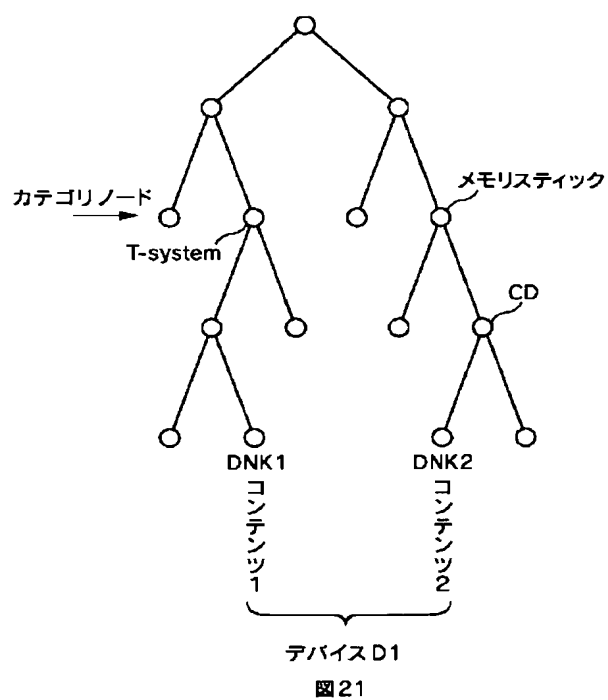 カテゴリノード
メモリスティック
T-system
CD
DNK1
DNK2
コンテンツ1
コンテンツ2
デバイスD1
図21